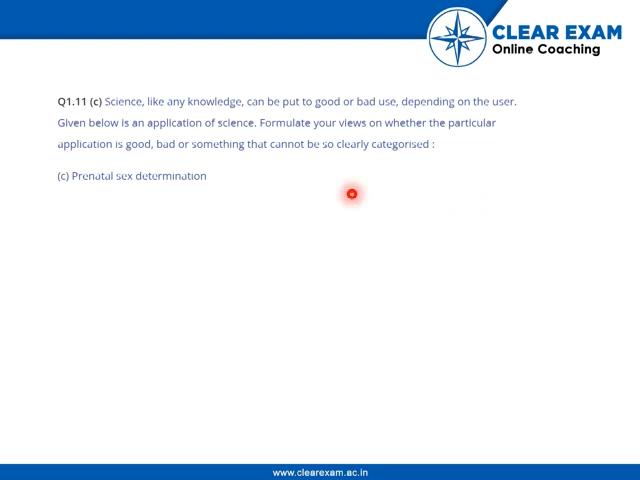 CLEAR EXAM
Online Coaching
Q1.11 (c) Science, like any knowledge, can be put to good or bad use, depending on the user.
Given below is an application of science. Formulate your views on whether the particular
application is good, bad or something that cannot be so clearly categorised :
(c) Prenatal sex determination
www.clearexam.ac.in